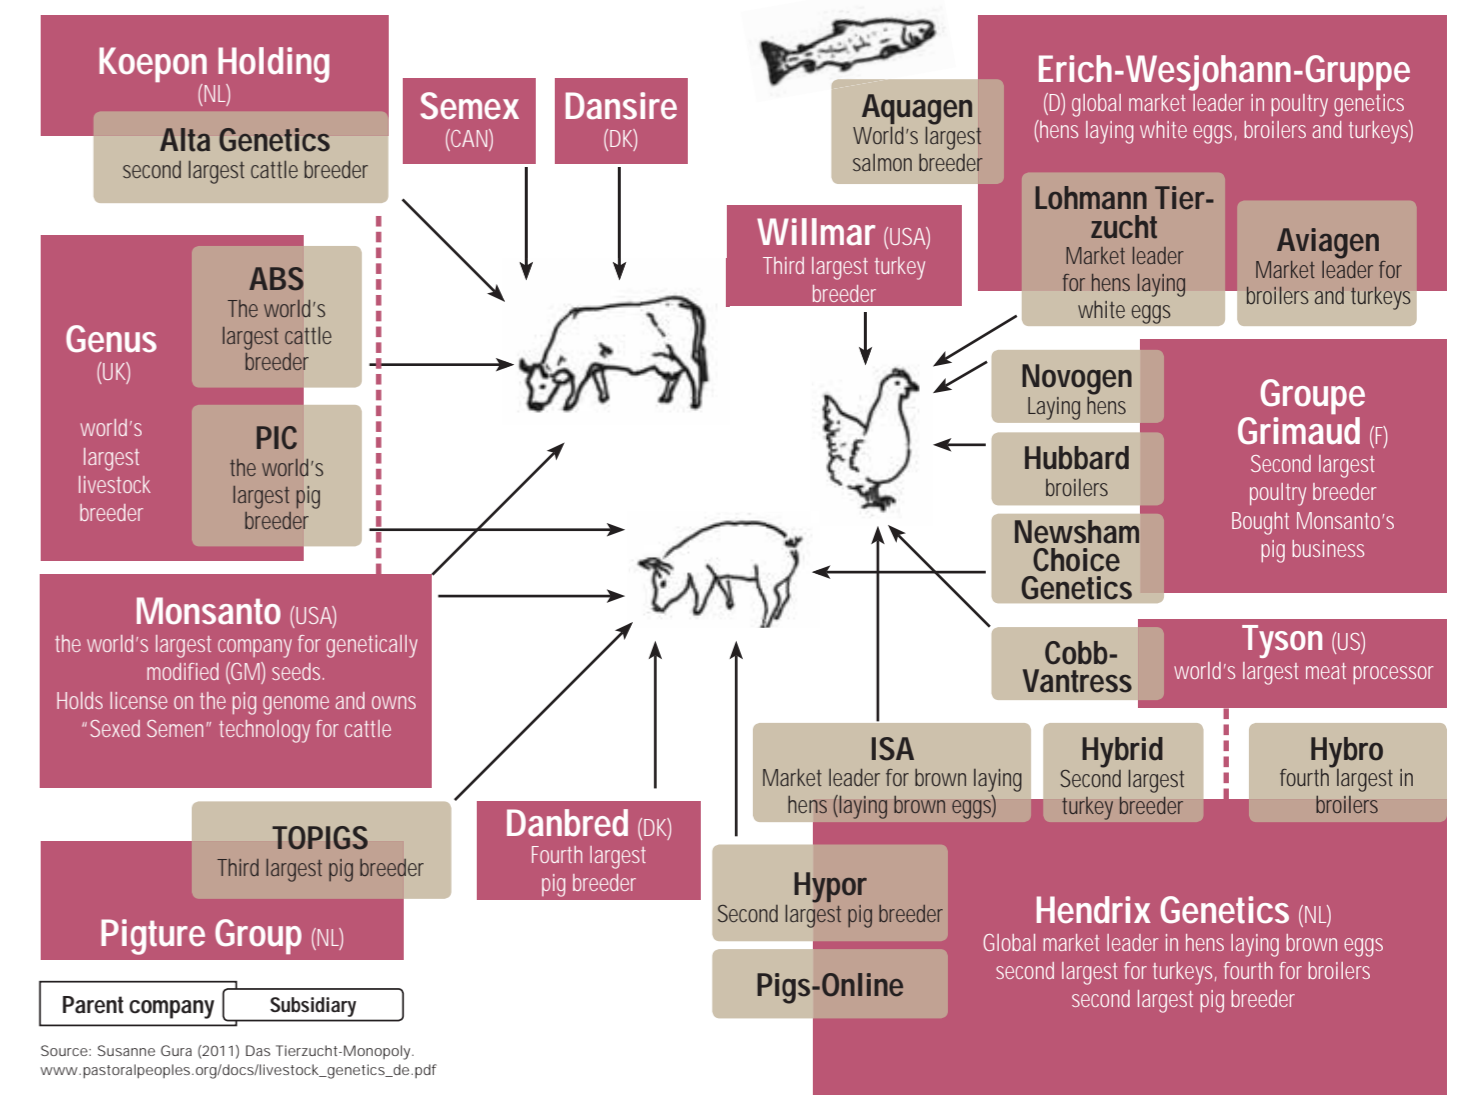 Koepon Holding
(NL)
Alta Genetics
second largest cattle breeder
Semex
(CAN)
Dansire
(DK)
Aquagen
World's largest
salmon breeder
Erich-Wesjohann-Gruppe
(D) global market leader in poultry genetics
(hens laying white eggs, broilers and turkeys)
Lohmann Tier-
zucht
Market leader
for hens laying
white eggs
Aviagen
Market leader for
broilers and turkeys
Willmar (USA)
Third largest turkey
breeder
Genus
(UK)
world's
largest
livestock
breeder
ABS
The world's
largest cattle
breeder
PIC
the world's
largest pig
breeder
Novogen
Laying hens
Hubbard
broilers
Newsham
Choice
Genetics
Groupe
Grimaud (F)
Second largest
poultry breeder
Bought Monsanto's
pig business
Monsanto (USA)
the world's largest company for genetically
modified (GM) seeds.
Holds license on the pig genome and owns
"Sexed Semen" technology for cattle
Cobb-
Vantress
Tyson (US)
world's largest meat processor
ISA
Market leader for brown laying
hens (laying brown eggs)
Hybrid
Second largest
turkey breeder
Hybro
fourth largest in
broilers
TOPIGS
Third largest pig breeder
Pigture Group (NL)
Danbred (DK)
Fourth largest
pig breeder
Hypor
Second largest pig breeder
Pigs-Online
Hendrix Genetics (NL)
Global market leader in hens laying brown eggs
second largest for turkeys, fourth for broilers
second largest pig breeder
Parent company
Subsidiary
Source: Susanne Gura (2011) Das Tierzucht-Monopoly.
www.pastoralpeoples.org/docs/livestock_genetics_de.pdf